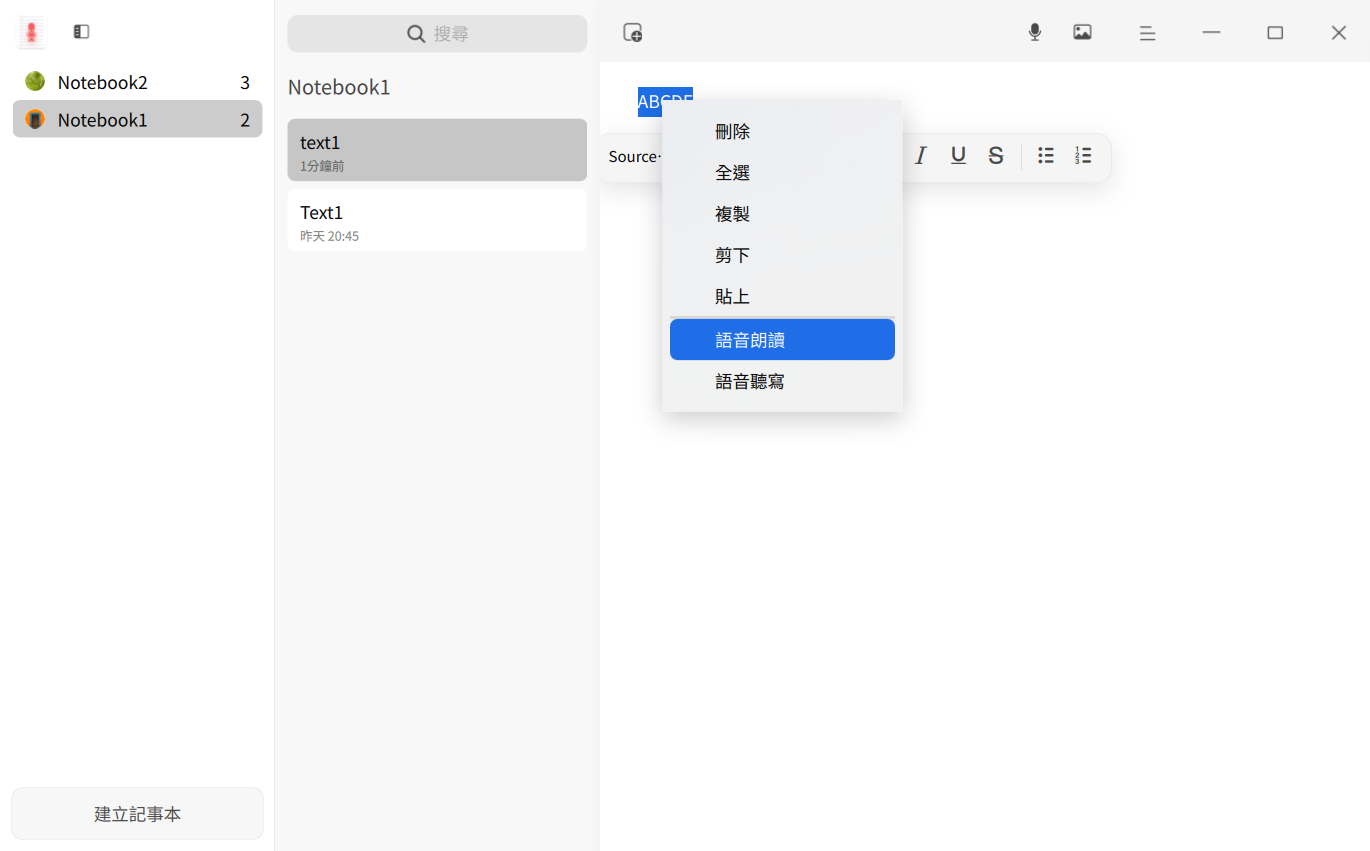 Notebook2 3
Notebook1 2
建立記事本
搜尋
Notebook1
text1
1分鐘前
Text1
昨天 20:45
ABCDE
Source·
刪除
全選
複製
剪下
貼上
語音朗讀
語音聽寫